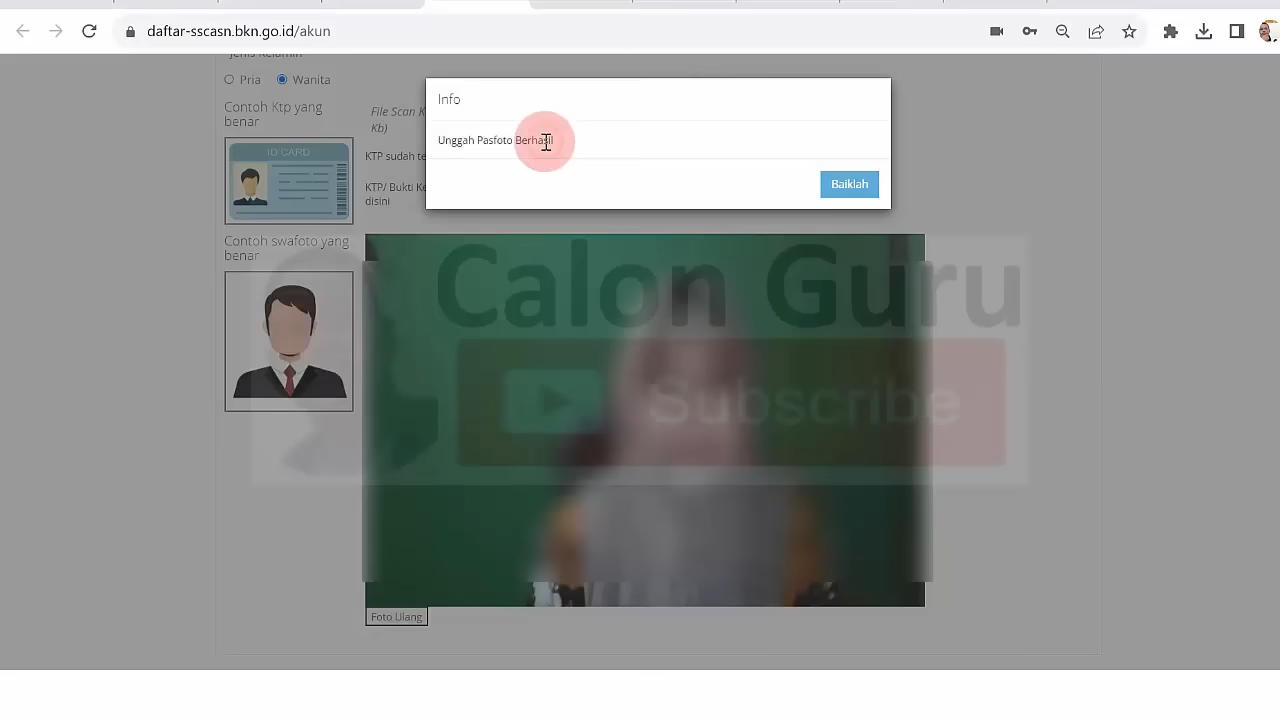 daftar-sscasn.bkn.go.id/akun
Jenis Kelamin
Pria
Wanita
Info
Contoh Ktp yang
benar
File Scan K
Kb)
Unggah Pasfoto Berhasil
ID CARD
KTP sudah te
KTP/ Bukti Ke
disini
Baiklah
Contoh swafoto yang
benar
Calon Guru
Subscribe
Foto Ulang